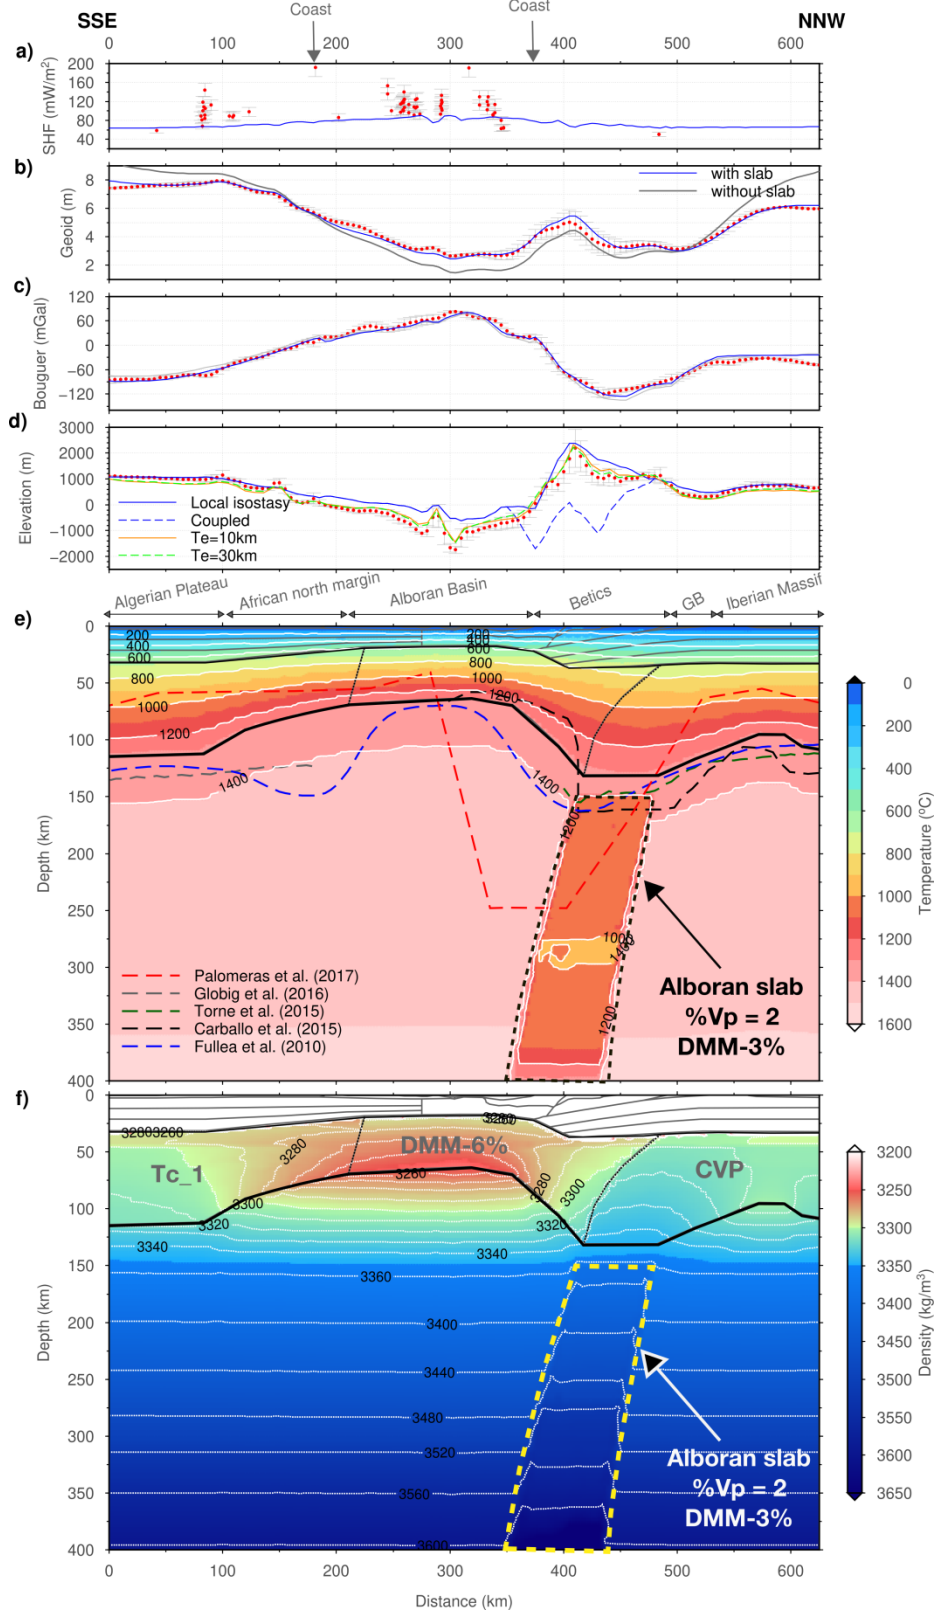 SSE
Coast
Coast
NNW
0 100 200 300 400 500 600
a)
SHF (mW/m²)
200
160
120
80
40
b)
Geoid (m)
8
6
4
2
with slab
without slab
c)
Bouguer (mGal)
120
60
0
−60
−120
d)
Elevation (m)
3000
2000
1000
0
−1000
−2000
Local isostasy
Coupled
Te=10km
Te=30km
Algerian Plateau
African north margin
Alboran Basin
Betics
GB
Iberian Massif
e)
Depth (km)
0
50
100
150
200
250
300
350
400
200 200
400 400
600 600
800 800
1000 1000
1200 1200
1400 1400
1200
1000
1400
1200
Palomeras et al. (2017)
Globig et al. (2016)
Torne et al. (2015)
Carballo et al. (2015)
Fullea et al. (2010)
Alboran slab
%Vp = 2
DMM-3%
Temperature (°C)
0
200
400
600
800
1000
1200
1400
1600
f)
Depth (km)
0
50
100
150
200
250
300
350
400
3280 3260 3280
Tc_1
DMM-6%
CVP
3280 3260 3280
3300 3300
3320 3320
3340 3340
3360
3400
3440
3480
3520
3560
3600
Alboran slab
%Vp = 2
DMM-3%
Density (kg/m³)
3200
3250
3300
3350
3400
3450
3500
3550
3600
3650
0 100 200 300 400 500 600
Distance (km)